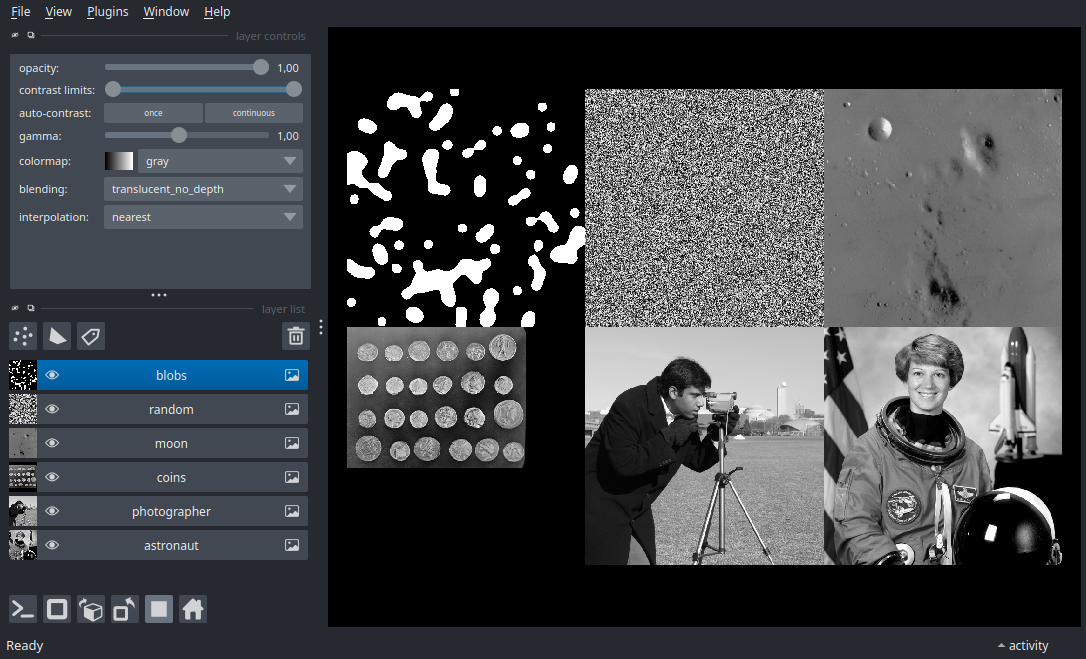 File View Plugins Window Help
layer controls
opacity: 1,00
contrast limits:
auto-contrast: once continuous
gamma: 1,00
colormap: gray
blending: translucent_no_depth
interpolation: nearest
layer list
blobs
random
moon
coins
photographer
astronaut
Ready activity